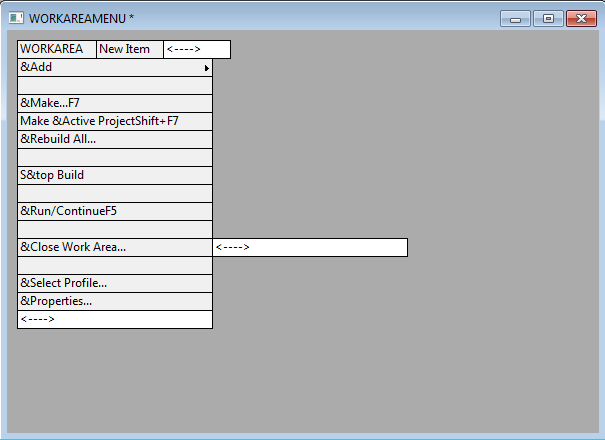 WORKAREAMENU *
WORKAREA New Item <---->
&Add
&Make...F7
Make &Active ProjectShift+F7
&Rebuild All...
S&top Build
&Run/ContinueF5
&Close Work Area... <---->
&Select Profile...
&Properties...
<---->